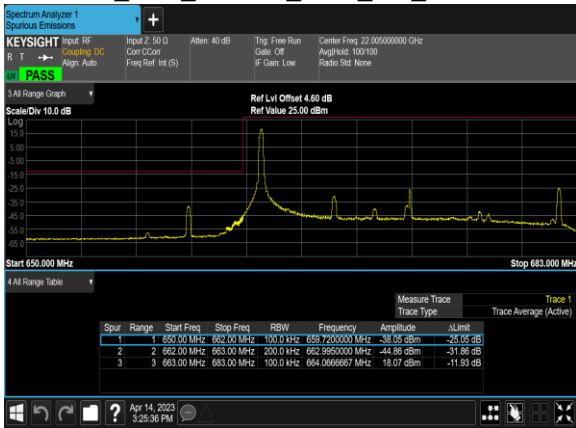 Spectrum Analyzer 1
Spurious Emissions
+
KEYSIGHT Input: RF Input Z: 50 Ω Atten: 40 dB Trig: Free Run Center Freq: 22.005000000 GHz
R T Coupling: DC Corr CCorr Gate: Off Avg|Hold: 100/100
Align: Auto Freq Ref: Int (S) IF Gain: Low Radio Std: None
PASS
3 All Range Graph
Ref Lvl Offset 4.60 dB
Scale/Div 10.0 dB Ref Value 25.00 dBm
Log
15.0
5.00
-5.00
-15.0
-25.0
-35.0
-45.0
-55.0
-65.0
Start 650.000 MHz Stop 683.000 MHz
4 All Range Table
Measure Trace Trace 1
Trace Type Trace Average (Active)
Spur Range Start Freq Stop Freq RBW Frequency Amplitude ΔLimit
1 1 650.00 MHz 662.00 MHz 100.0 kHz 659.7200000 MHz -38.05 dBm -25.05 dB
2 2 662.00 MHz 663.00 MHz 200.0 kHz 662.9950000 MHz -44.86 dBm -31.86 dB
3 3 663.00 MHz 683.00 MHz 100.0 kHz 664.0666667 MHz 18.07 dBm -11.93 dB
? Apr 14, 2023
3:25:36 PM